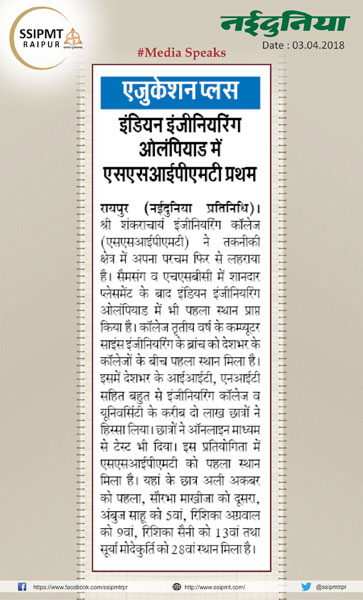 SSIPMT
RAIPUR
नईदुनिया
Date : 03.04.2018
#Media Speaks
एजुकेशन प्लस
इंडियन इंजीनियरिंग
ओलंपियाड में
एसएसआईपीएमटी प्रथम
रायपुर (नईदुनिया प्रतिनिधि)।
श्री शंकराचार्य इंजीनियरिंग कॉलेज
(एसएसआईपीएमटी) ने तकनीकी
क्षेत्र में अपना परचम फिर से लहराया
है। सैमसंग व एचएसबीसी में शानदार
प्लेसमेंट के बाद इंडियन इंजीनियरिंग
ओलंपियाड में भी पहला स्थान प्राप्त
किया है। कॉलेज तृतीय वर्ष के कम्प्यूटर
साइंस इंजीनियरिंग के ब्रांच को देशभर के
कॉलेजों के बीच पहला स्थान मिला है।
इसमें देशभर के आईआईटी, एनआईटी
सहित बहुत से इंजीनियरिंग कॉलेज व
यूनिवर्सिटी के करीब दो लाख छात्रों ने
हिस्सा लिया। छात्रों ने ऑनलाइन माध्यम
से टेस्ट भी दिया। इस प्रतियोगिता में
एसएसआईपीएमटी को पहला स्थान
मिला है। यहां के छात्र अली अकबर
को पहला, सौरभा माखीजा को दूसरा,
अंबुज साहू को 5वां, रिशिका अग्रवाल
को 9वां, रिशिका सैनी को 13वां तथा
सूर्या मोदेकुर्ति को 28वां स्थान मिला है।
https://www.facebook.com/ssipmtrpr
https://www.ssipmt.com/
@ssipmtrpr